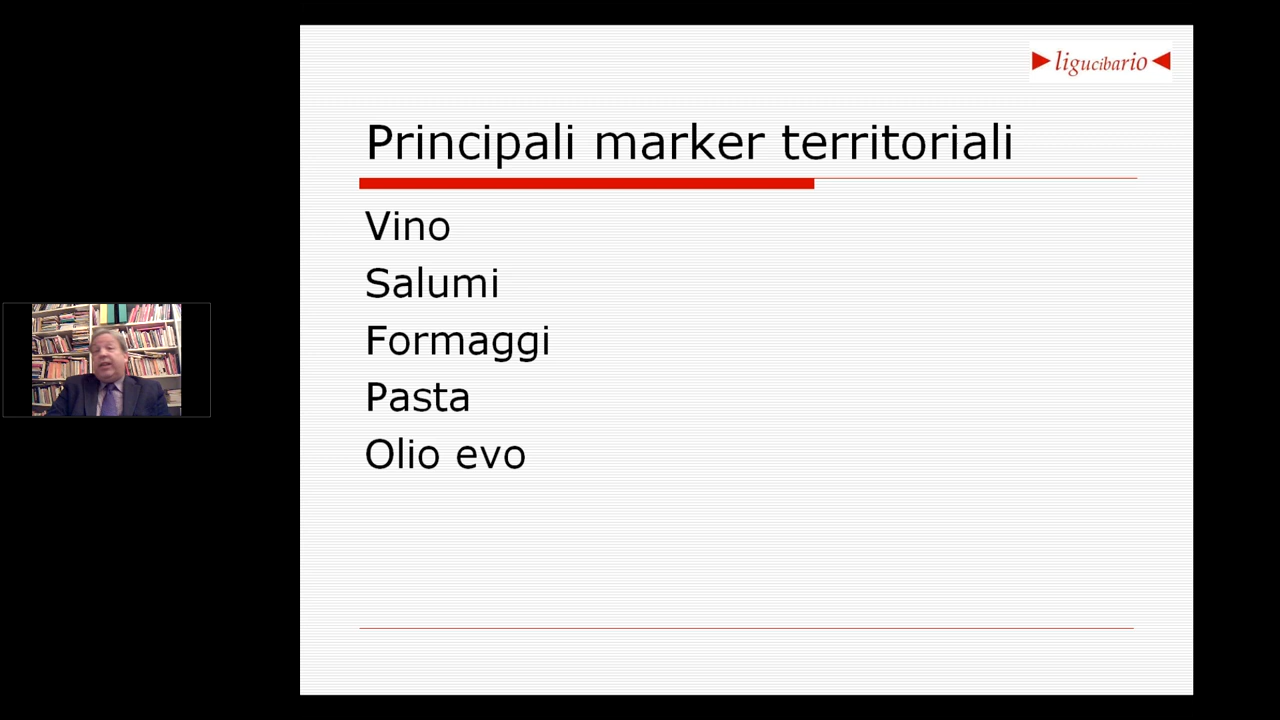 ligucibario
Principali marker territoriali
Vino
Salumi
Formaggi
Pasta
Olio evo